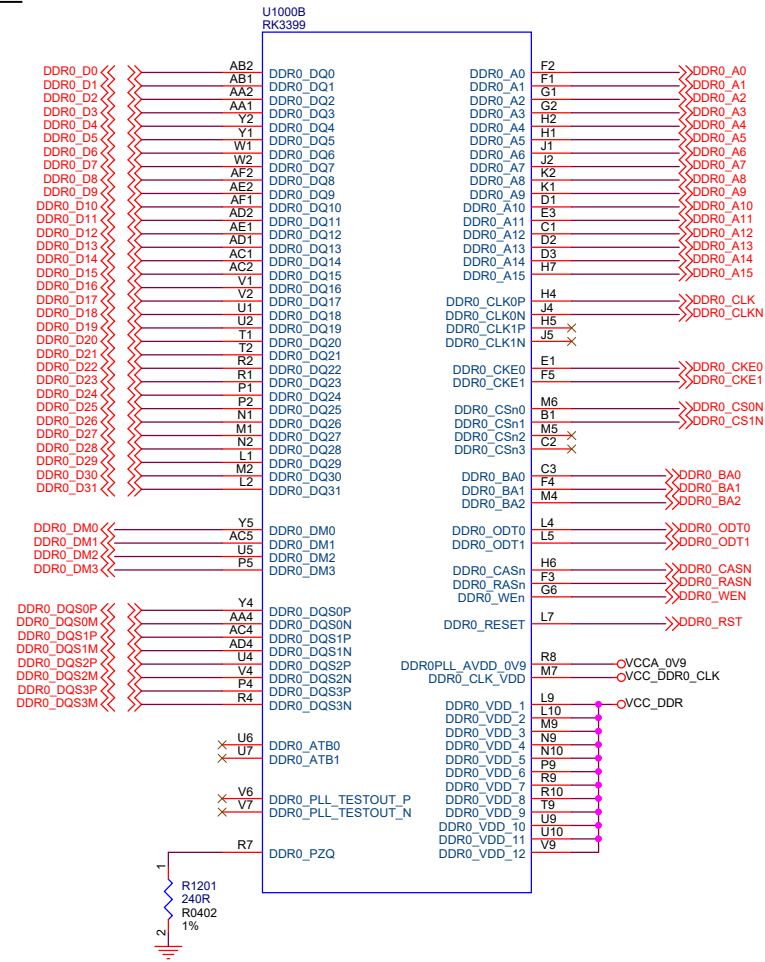 U1000B
RK3399
DDR0_D0 AB2 DDR0_DQ0 DDR0_A0 F2 DDR0_A0
DDR0_D1 AB1 DDR0_DQ1 DDR0_A1 F1 DDR0_A1
DDR0_D2 AA2 DDR0_DQ2 DDR0_A2 G1 DDR0_A2
DDR0_D3 AA1 DDR0_DQ3 DDR0_A3 G2 DDR0_A3
DDR0_D4 Y2 DDR0_DQ4 DDR0_A4 H2 DDR0_A4
DDR0_D5 Y1 DDR0_DQ5 DDR0_A5 H1 DDR0_A5
DDR0_D6 W1 DDR0_DQ6 DDR0_A6 J1 DDR0_A6
DDR0_D7 W2 DDR0_DQ7 DDR0_A7 J2 DDR0_A7
DDR0_D8 AF2 DDR0_DQ8 DDR0_A8 K2 DDR0_A8
DDR0_D9 AE2 DDR0_DQ9 DDR0_A9 K1 DDR0_A9
DDR0_D10 AF1 DDR0_DQ10 DDR0_A10 D1 DDR0_A10
DDR0_D11 AD2 DDR0_DQ11 DDR0_A11 E3 DDR0_A11
DDR0_D12 AE1 DDR0_DQ12 DDR0_A12 C1 DDR0_A12
DDR0_D13 AD1 DDR0_DQ13 DDR0_A13 D2 DDR0_A13
DDR0_D14 AC1 DDR0_DQ14 DDR0_A14 D3 DDR0_A14
DDR0_D15 AC2 DDR0_DQ15 DDR0_A15 H7 DDR0_A15
DDR0_D16 V1 DDR0_DQ16
DDR0_D17 V2 DDR0_DQ17 DDR0_CLK0P H4 DDR0_CLK
DDR0_D18 U1 DDR0_DQ18 DDR0_CLK0N J4 DDR0_CLKN
DDR0_D19 U2 DDR0_DQ19 DDR0_CLK1P H5
DDR0_D20 T1 DDR0_DQ20 DDR0_CLK1N J5
DDR0_D21 T2 DDR0_DQ21
DDR0_D22 R2 DDR0_DQ22 DDR0_CKE0 E1 DDR0_CKE0
DDR0_D23 R1 DDR0_DQ23 DDR0_CKE1 F5 DDR0_CKE1
DDR0_D24 P1 DDR0_DQ24
DDR0_D25 P2 DDR0_DQ25 DDR0_CSn0 M6 DDR0_CS0N
DDR0_D26 N1 DDR0_DQ26 DDR0_CSn1 B1 DDR0_CS1N
DDR0_D27 M1 DDR0_DQ27 DDR0_CSn2 M5
DDR0_D28 N2 DDR0_DQ28 DDR0_CSn3 C2
DDR0_D29 L1 DDR0_DQ29
DDR0_D30 M2 DDR0_DQ30 DDR0_BA0 C3 DDR0_BA0
DDR0_D31 L2 DDR0_DQ31 DDR0_BA1 F4 DDR0_BA1
DDR0_BA2 M4 DDR0_BA2
DDR0_DM0 Y5 DDR0_DM0 DDR0_ODT0 L4 DDR0_ODT0
DDR0_DM1 AC5 DDR0_DM1 DDR0_ODT1 L5 DDR0_ODT1
DDR0_DM2 U5 DDR0_DM2
DDR0_DM3 P5 DDR0_DM3 DDR0_CASn H6 DDR0_CASN
DDR0_RASn F3 DDR0_RASN
DDR0_WEn G6 DDR0_WEN
DDR0_DQS0P Y4 DDR0_DQS0P
DDR0_DQS0M AA4 DDR0_DQS0N DDR0_RESET L7 DDR0_RST
DDR0_DQS1P AC4 DDR0_DQS1P
DDR0_DQS1M AD4 DDR0_DQS1N
DDR0_DQS2P U4 DDR0_DQS2P DDR0PLL_AVDD_0V9 R8 VCCA_0V9
DDR0_DQS2M V4 DDR0_DQS2N DDR0_CLK_VDD M7 VCC_DDR0_CLK
DDR0_DQS3P P4 DDR0_DQS3P
DDR0_DQS3M R4 DDR0_DQS3N DDR0_VDD_1 L9 VCC_DDR
DDR0_VDD_2 L10
DDR0_VDD_3 M9
U6 DDR0_ATB0 DDR0_VDD_4 N9
U7 DDR0_ATB1 DDR0_VDD_5 N10
DDR0_VDD_6 P9
DDR0_VDD_7 R9
V6 DDR0_PLL_TESTOUT_P DDR0_VDD_8 R10
V7 DDR0_PLL_TESTOUT_N DDR0_VDD_9 T9
DDR0_VDD_10 U9
DDR0_VDD_11 U10
R7 DDR0_PZQ DDR0_VDD_12 V9
1
R1201
240R
R0402
1%
2